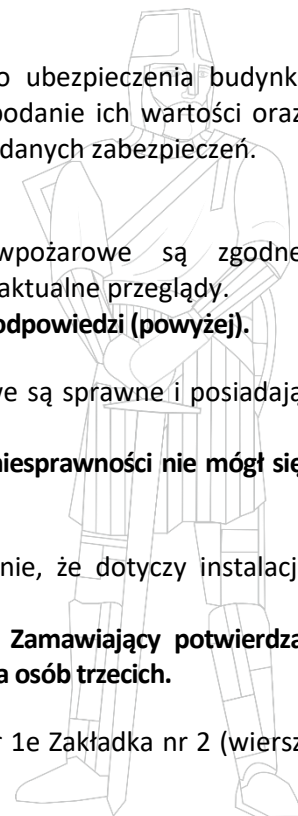 o ubezpieczenia budynk
podanie ich wartości oraz
danych zabezpieczeń.
wpożarowe są zgodne
aktualne przeglądy.
odpowiedzi (powyżej).
we są sprawne i posiadają
niesprawności nie mógł się
nie, że dotyczy instalacj
Zamawiający potwierdza
a osób trzecich.
r 1e Zakładka nr 2 (wiersz